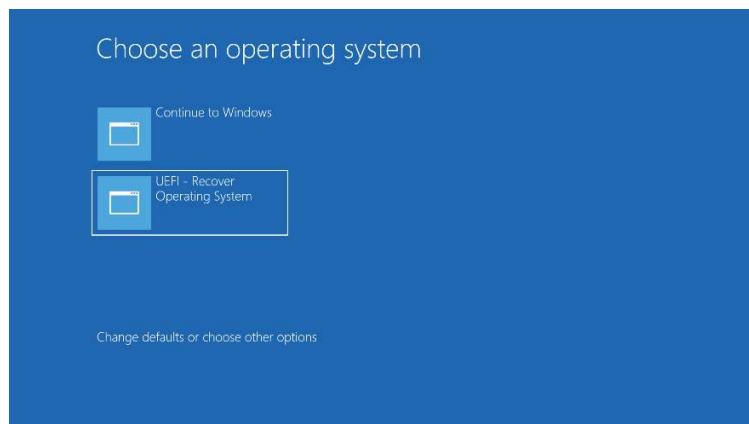 Choose an operating system
Continue to Windows
UEFI - Recover
Operating System
Change defaults or choose other options